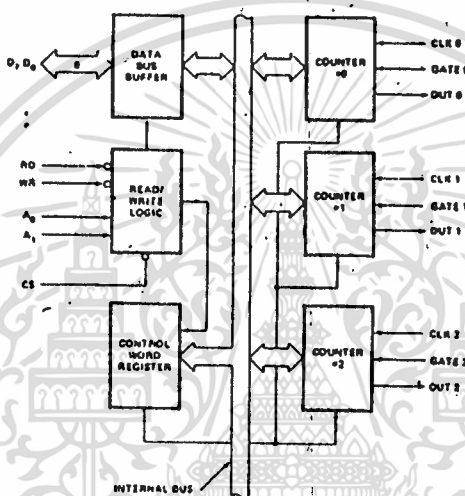 D7 D0
8
DATA
BUS
BUFFER
RD
WR
A0
A1
CS
READ/
WRITE
LOGIC
CONTROL
WORD
REGISTER
INTERNAL BUS
COUNTER
#0
CLK 0
GATE 0
OUT 0
COUNTER
#1
CLK 1
GATE 1
OUT 1
COUNTER
#2
CLK 2
GATE 2
OUT 2